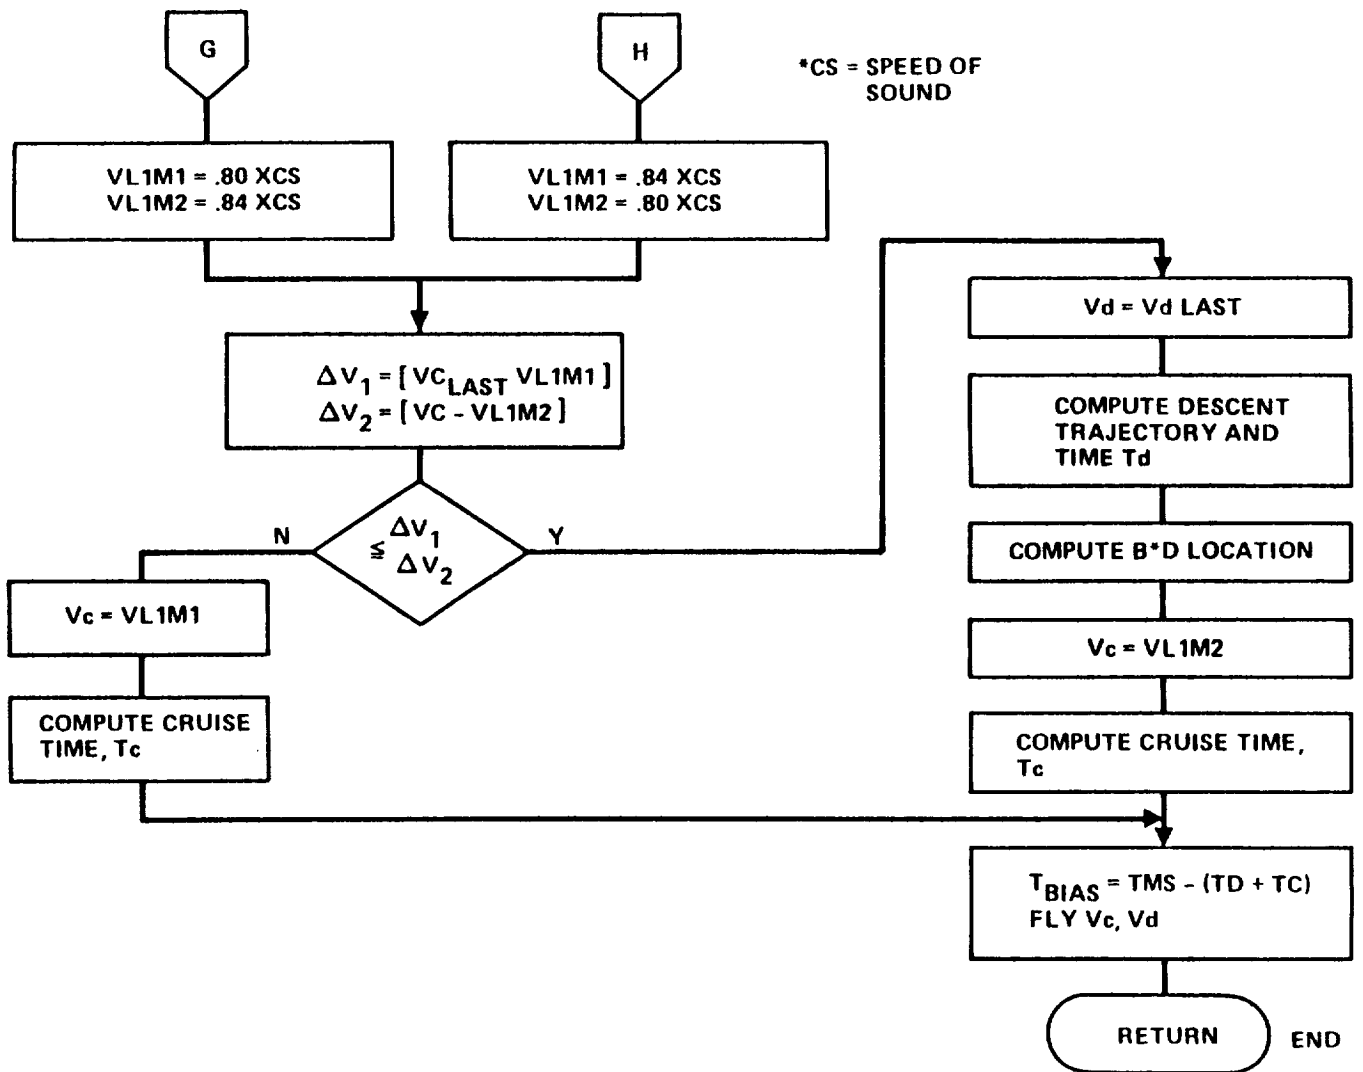 G
H
*CS = SPEED OF
SOUND
VL1M1 = .80 XCS
VL1M2 = .84 XCS
VL1M1 = .84 XCS
VL1M2 = .80 XCS
ΔV1 = [ VCLAST VL1M1 ]
ΔV2 = [ VC - VL1M2 ]
N
ΔV1
≦
ΔV2
Y
Vc = VL1M1
COMPUTE CRUISE
TIME, Tc
Vd = Vd LAST
COMPUTE DESCENT
TRAJECTORY AND
TIME Td
COMPUTE B*D LOCATION
Vc = VL1M2
COMPUTE CRUISE TIME,
Tc
TBIAS = TMS - (TD + TC)
FLY Vc, Vd
RETURN
END